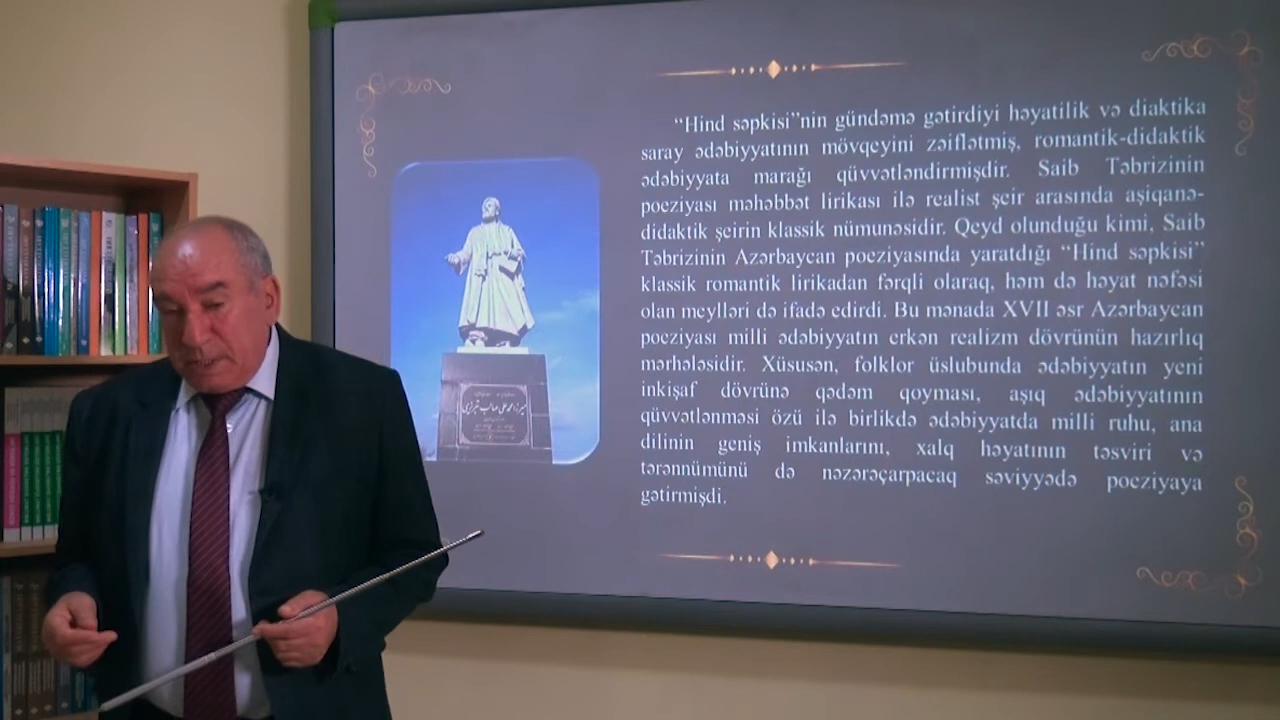 “Hind səpkisi”nin gündəmə gətirdiyi həyatilik və diaktika
saray ədəbiyyatının mövqeyini zəiflətmiş, romantik-didaktik
ədəbiyyata marağı qüvvətləndirmişdir. Saib Təbrizinin
poeziyası məhəbbət lirikası ilə realist şeir arasında aşiqanə-
didaktik şeirin klassik nümunəsidir. Qeyd olunduğu kimi, Saib
Təbrizinin Azərbaycan poeziyasında yaratdığı “Hind səpkisi”
klassik romantik lirikadan fərqli olaraq, həm də həyat nəfəsi
olan meylləri də ifadə edirdi. Bu mənada XVII əsr Azərbaycan
poeziyası milli ədəbiyyatın erkən realizm dövrünün hazırlıq
mərhələsidir. Xüsusən, folklor üslubunda ədəbiyyatın yeni
inkişaf dövrünə qədəm qoyması, aşıq ədəbiyyatının
qüvvətlənməsi özü ilə birlikdə ədəbiyyatda milli ruhu, ana
dilinin geniş imkanlarını, xalq həyatının təsviri və
tərənnümünü də nəzərəçarpacaq səviyyədə poeziyaya
gətirmişdi.
میرزا محمد علی صائب تبریزی